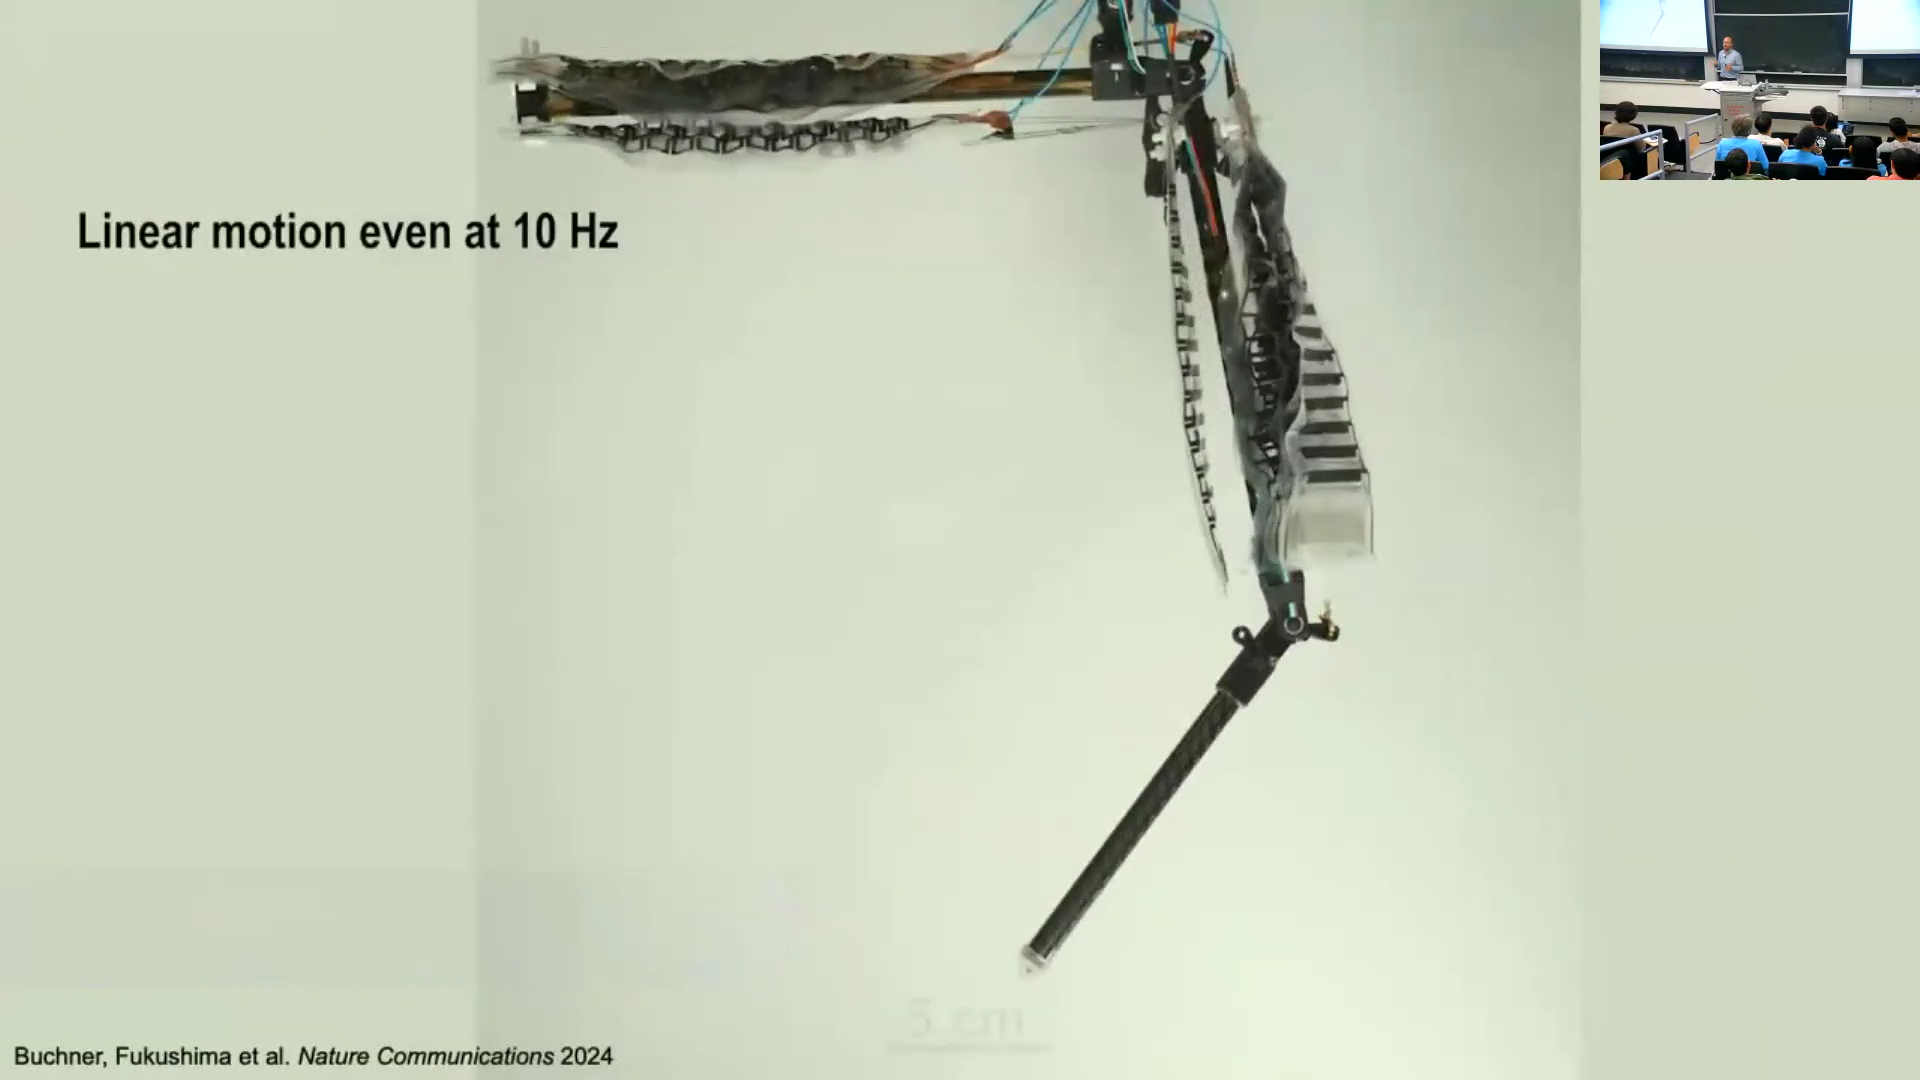 Linear motion even at 10 Hz
5 cm
Buchner, Fukushima et al. Nature Communications 2024